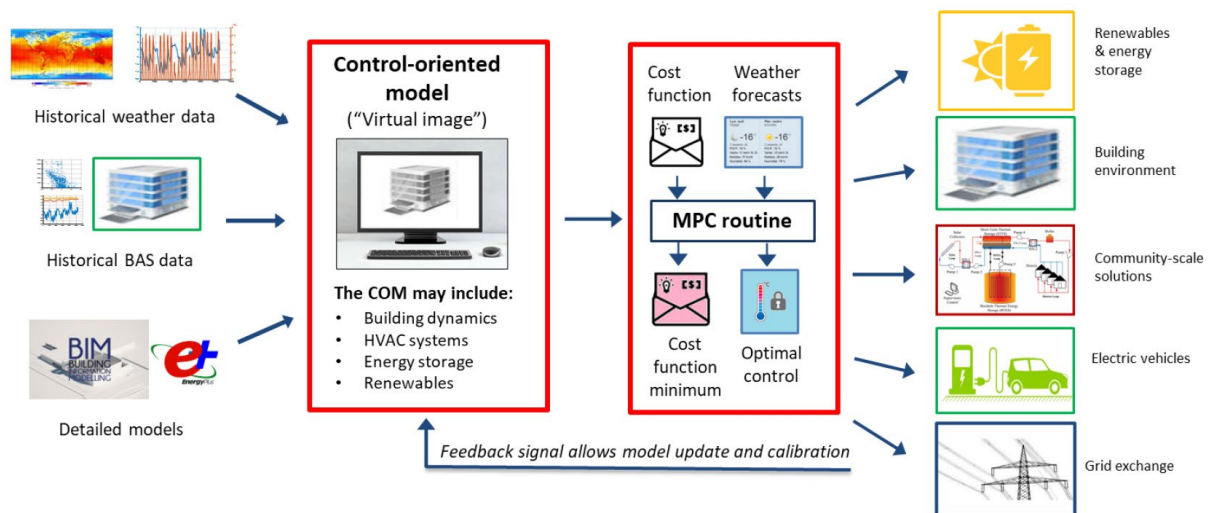 Historical weather data
Historical BAS data
BIM
BUILDING
INFORMATION
MODELLING
e+
EnergyPlus
Detailed models
Control-oriented
model
(“Virtual image”)
The COM may include:
• Building dynamics
• HVAC systems
• Energy storage
• Renewables
Cost
function
Weather
forecasts
[$]
-16°
-16°
MPC routine
[$]
°C
Cost
function
minimum
Optimal
control
Feedback signal allows model update and calibration
Renewables
& energy
storage
Building
environment
Community-scale
solutions
Electric vehicles
Grid exchange